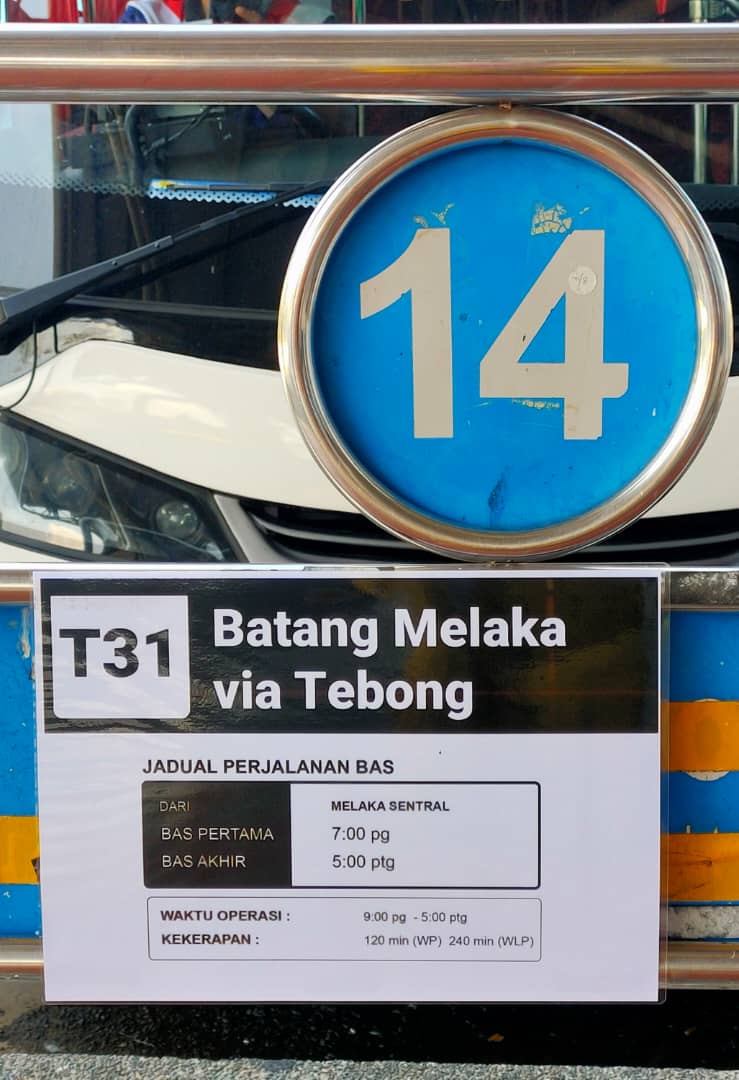 14
T31
Batang Melaka
via Tebong
JADUAL PERJALANAN BAS
DARI MELAKA SENTRAL
BAS PERTAMA 7:00 pg
BAS AKHIR 5:00 ptg
WAKTU OPERASI : 9:00 pg - 5:00 ptg
KEKERAPAN : 120 min (WP) 240 min (WLP)